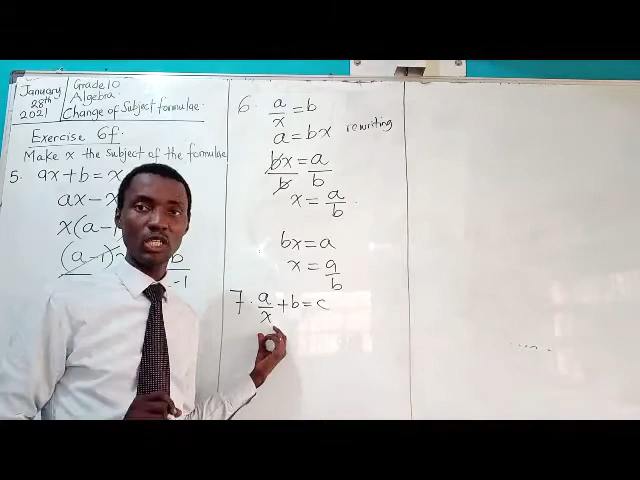 January
28th
2021
Grade 10
Algebra
Change of Subject formulae.
Exercise 6f.
Make x the subject of the formulae
5. ax + b = x
ax - x
x(a-1
(a-1)
b
-1
6. a/x = b
a = bx rewriting
bx/b = a/b
x = a/b.
bx = a
x = a/b
7. a/x + b = c